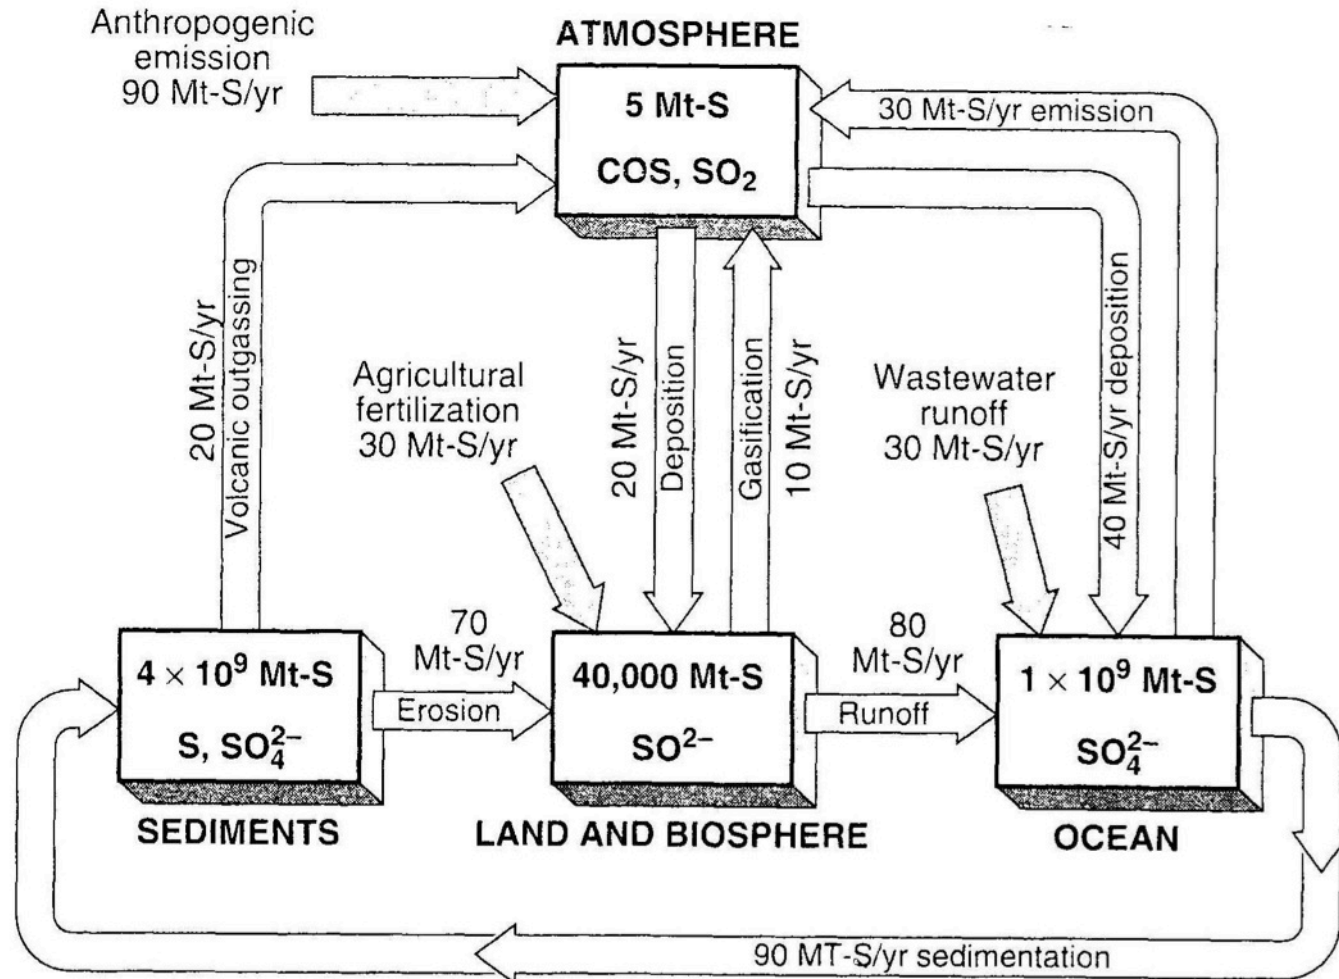 Anthropogenic
emission
90 Mt-S/yr
ATMOSPHERE
5 Mt-S
COS, SO₂
30 Mt-S/yr emission
20 Mt-S/yr
Volcanic outgassing
Agricultural
fertilization
30 Mt-S/yr
20 Mt-S/yr
Deposition
Gasification
10 Mt-S/yr
Wastewater
runoff
30 Mt-S/yr
40 Mt-S/yr deposition
4 × 10⁹ Mt-S
S, SO₄²⁻
SEDIMENTS
70
Mt-S/yr
Erosion
40,000 Mt-S
SO²⁻
LAND AND BIOSPHERE
80
Mt-S/yr
Runoff
1 × 10⁹ Mt-S
SO₄²⁻
OCEAN
90 MT-S/yr sedimentation